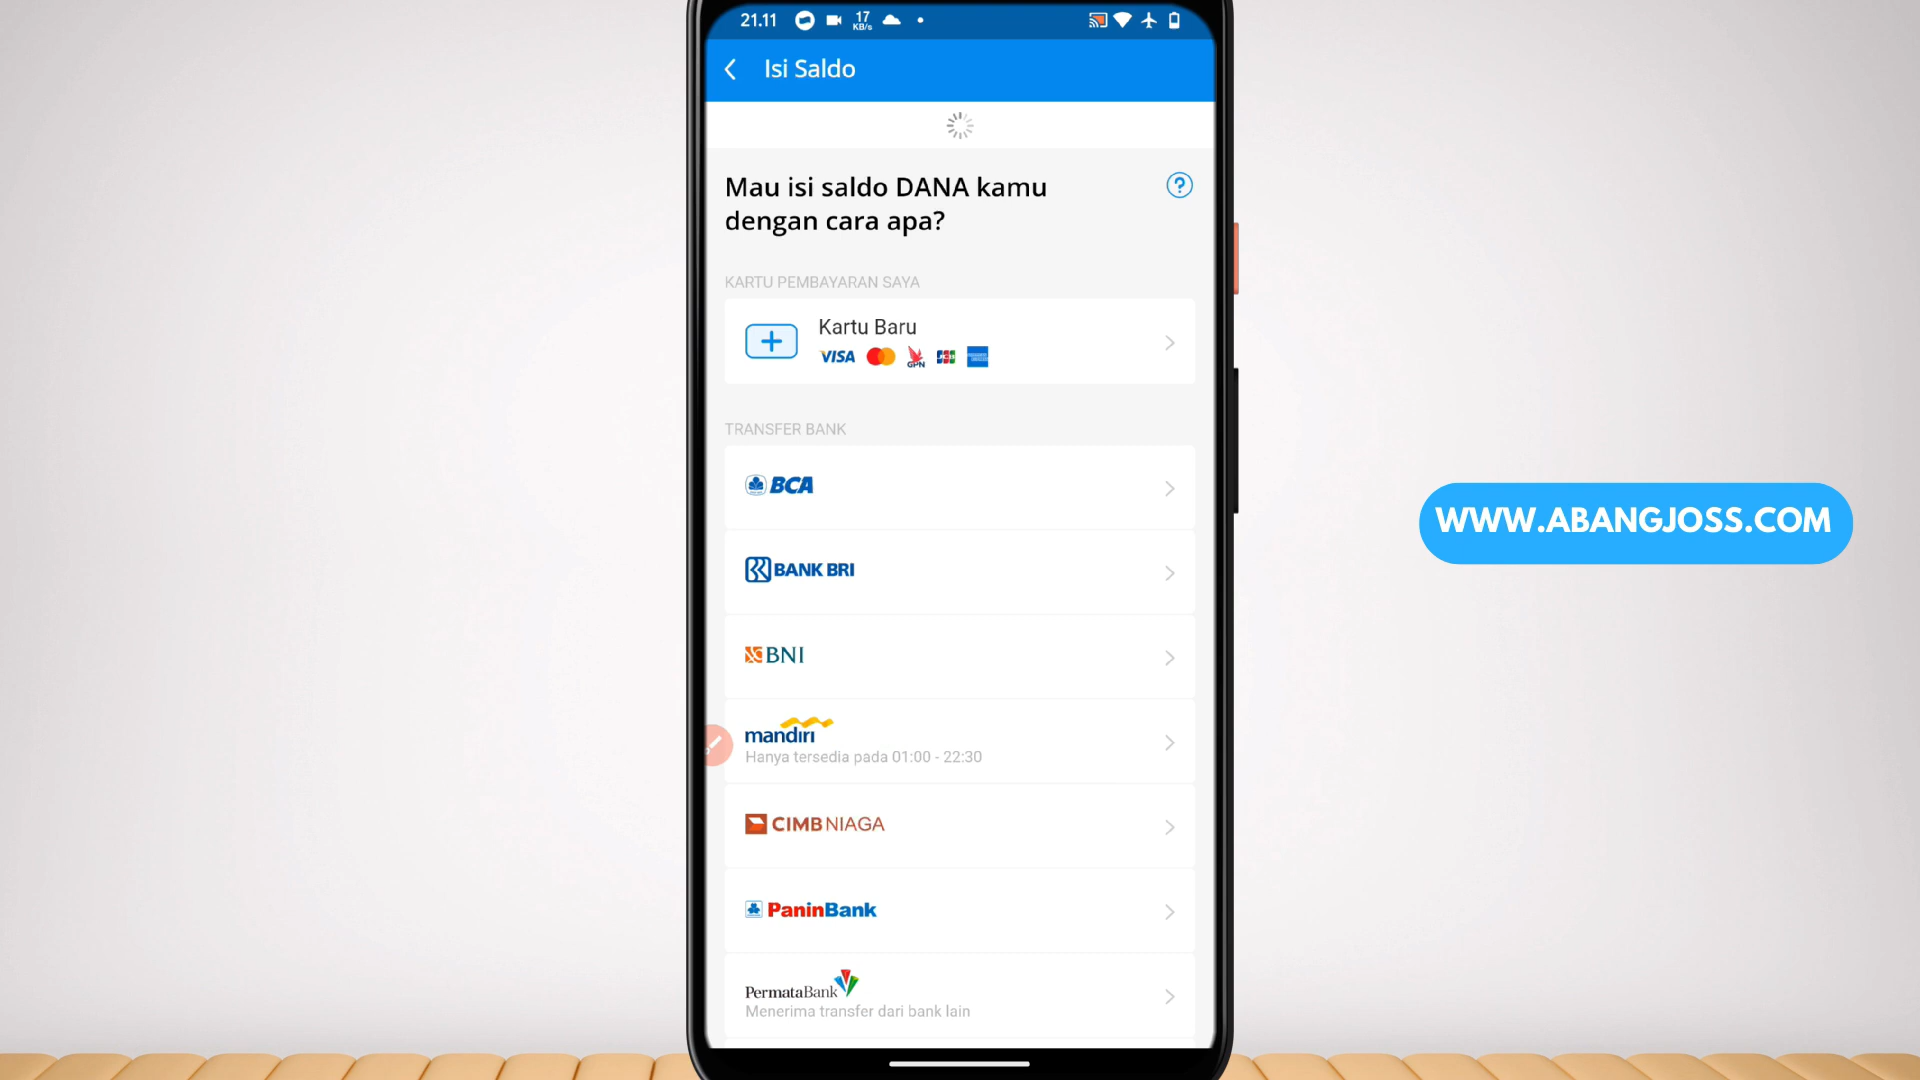 21.11
17
KB/s
Isi Saldo
Mau isi saldo DANA kamu
dengan cara apa?
?
KARTU PEMBAYARAN SAYA
Kartu Baru
VISA
GPN
JCB
TRANSFER BANK
BCA
BANK BRI
BNI
mandiri
Hanya tersedia pada 01:00 - 22:30
CIMB NIAGA
PaninBank
PermataBank
Menerima transfer dari bank lain
WWW.ABANGJOSS.COM